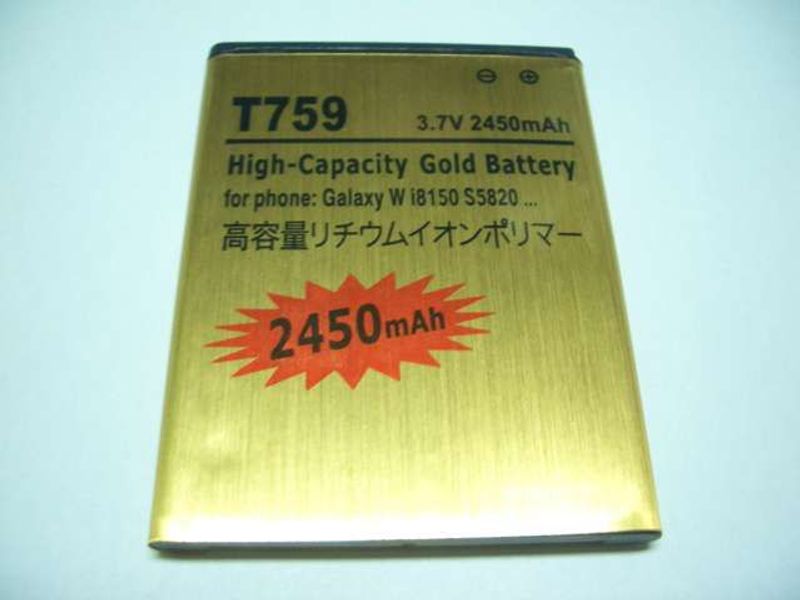 ⊖ ⊕
T759 3.7V 2450mAh
High-Capacity Gold Battery
for phone: Galaxy W i8150 S5820 ...
高容量リチウムイオンポリマー
2450mAh